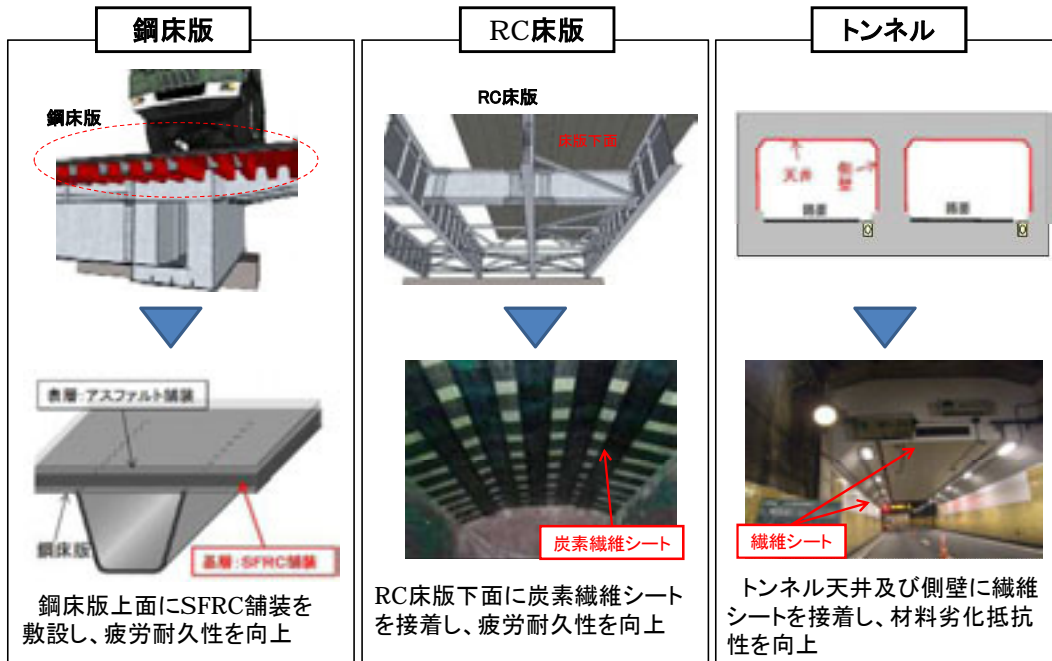 鋼床版
鋼床版
表層:アスファルト舗装
鋼床版
基層:SFRC舗装
鋼床版上面にSFRC舗装を
敷設し、疲労耐久性を向上
RC床版
RC床版
床版下面
炭素繊維シート
RC床版下面に炭素繊維シート
を接着し、疲労耐久性を向上
トンネル
天井
側壁
路面
路面
繊維シート
トンネル天井及び側壁に繊維
シートを接着し、材料劣化抵抗
性を向上